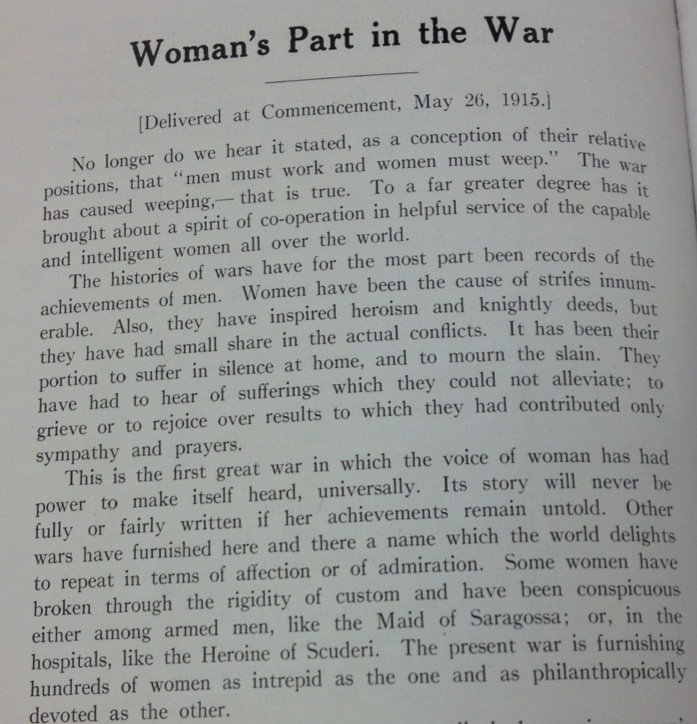 Woman's Part in the War
[Delivered at Commencement, May 26, 1915.]
No longer do we hear it stated, as a conception of their relative
positions, that "men must work and women must weep." The war
has caused weeping,— that is true. To a far greater degree has it
brought about a spirit of co-operation in helpful service of the capable
and intelligent women all over the world.
The histories of wars have for the most part been records of the
achievements of men. Women have been the cause of strifes innum-
erable. Also, they have inspired heroism and knightly deeds, but
they have had small share in the actual conflicts. It has been their
portion to suffer in silence at home, and to mourn the slain. They
have had to hear of sufferings which they could not alleviate; to
grieve or to rejoice over results to which they had contributed only
sympathy and prayers.
This is the first great war in which the voice of woman has had
power to make itself heard, universally. Its story will never be
fully or fairly written if her achievements remain untold. Other
wars have furnished here and there a name which the world delights
to repeat in terms of affection or of admiration. Some women have
broken through the rigidity of custom and have been conspicuous
either among armed men, like the Maid of Saragossa; or, in the
hospitals, like the Heroine of Scuderi. The present war is furnishing
hundreds of women as intrepid as the one and as philanthropically
devoted as the other.